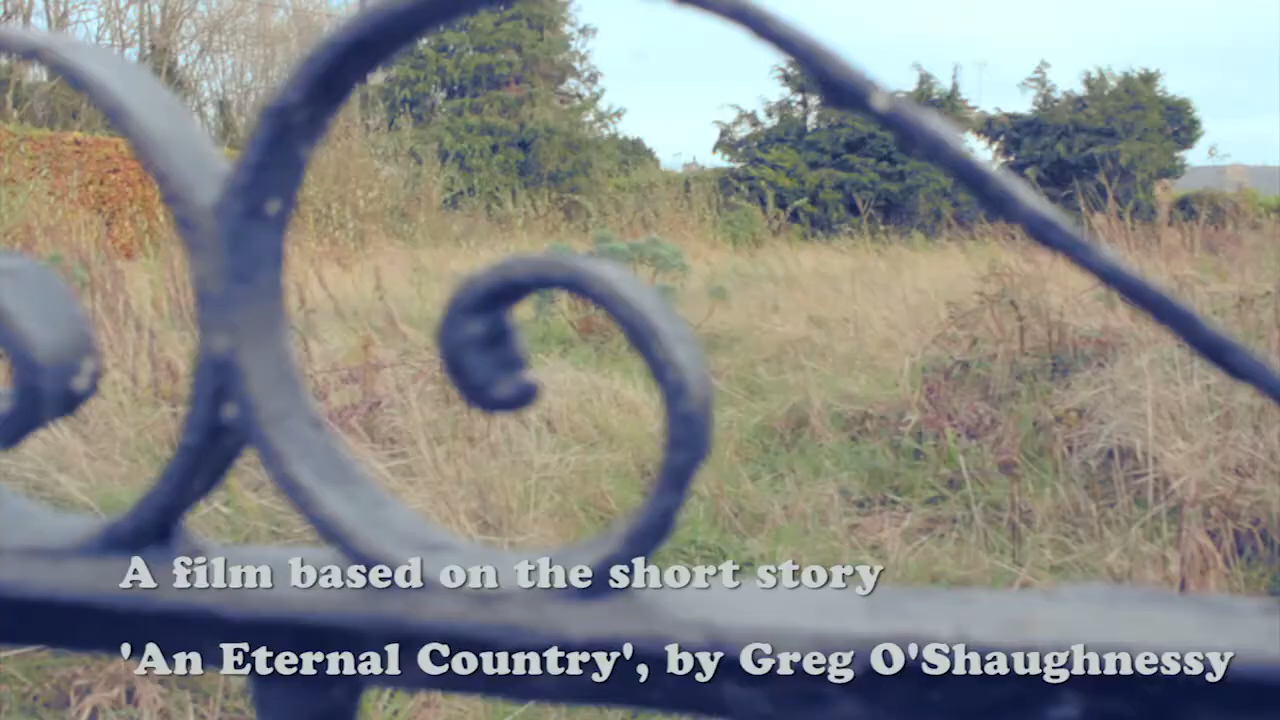 A film based on the short story
'An Eternal Country', by Greg O'Shaughnessy